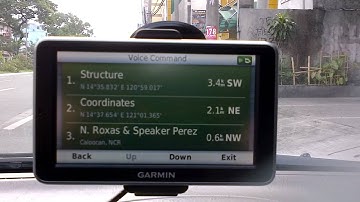 178
Voice Command
1. Structure 3.4 SW
N 14°35.832' E 120°59.017'
2. Coordinates 2.1 NE
N 14°37.654' E 121°01.365'
3. N. Roxas & Speaker Perez 0.6 NW
Caloocan, NCR
Back Up Down Exit
GARMIN